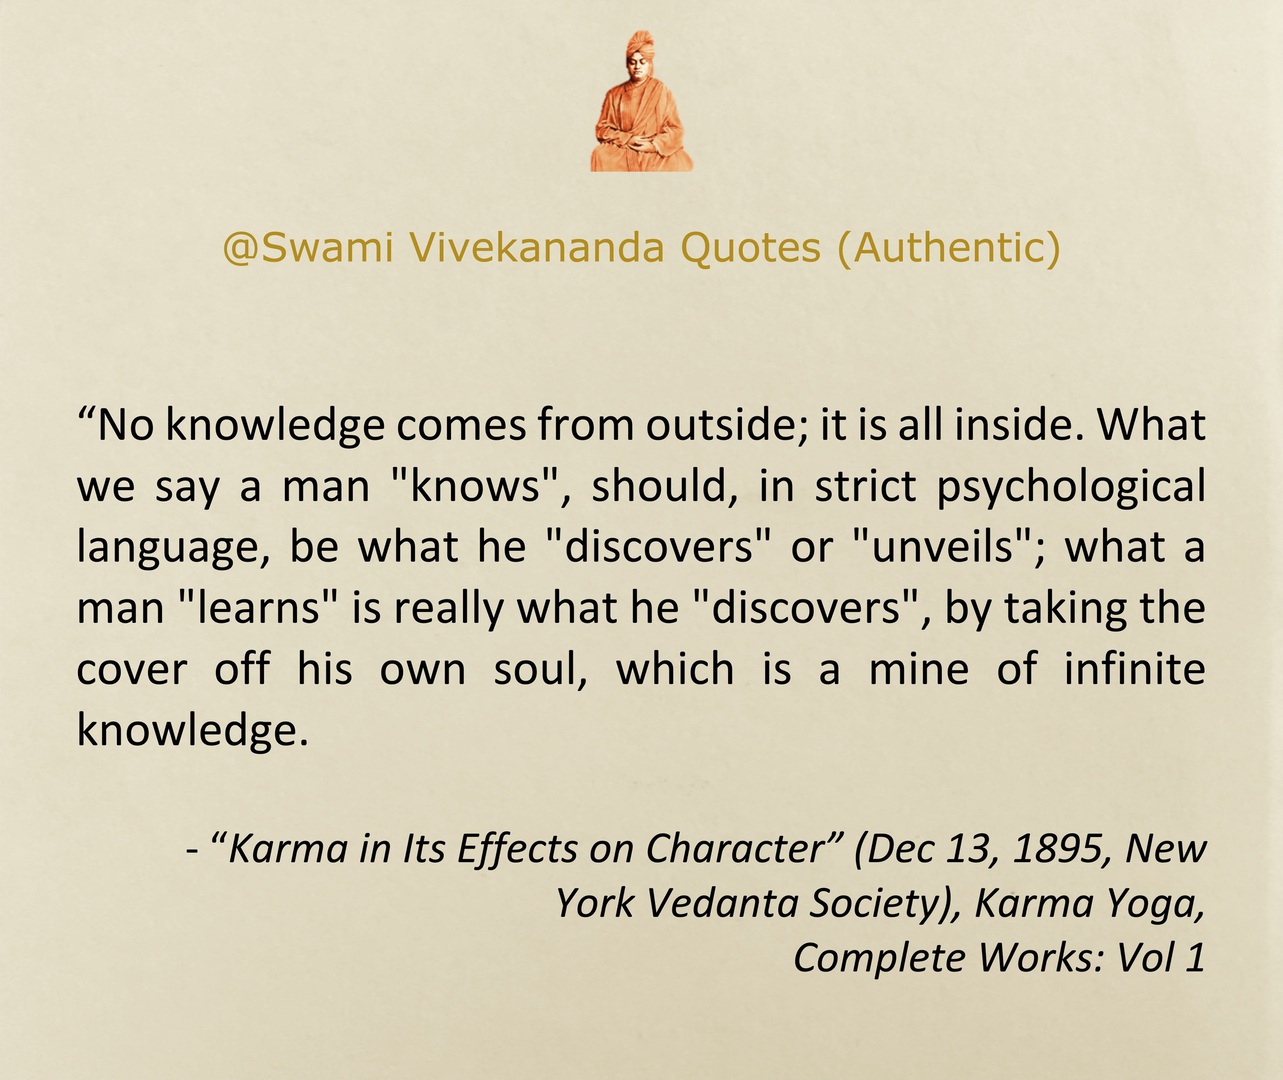 @Swami Vivekananda Quotes (Authentic)
“No knowledge comes from outside; it is all inside. What
we say a man "knows", should, in strict psychological
language, be what he "discovers" or "unveils"; what a
man "learns" is really what he "discovers", by taking the
cover off his own soul, which is a mine of infinite
knowledge.
- “Karma in Its Effects on Character” (Dec 13, 1895, New
York Vedanta Society), Karma Yoga,
Complete Works: Vol 1